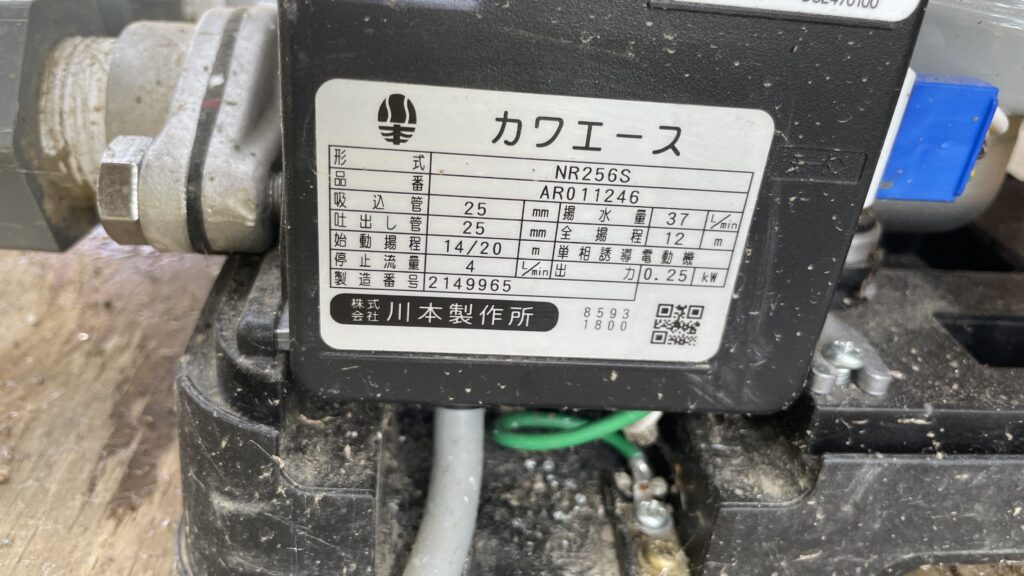 カワエース
形式 NR256S
品番 AR011246
吸込管 25 mm 揚水量 37 L/min
吐出し管 25 mm 全揚程 12 m
始動揚程 14/20 m 単相誘導電動機
停止流量 4 L/min 出力 0.25 kW
製造番号 2149965
株式会社 川本製作所
8593
1800